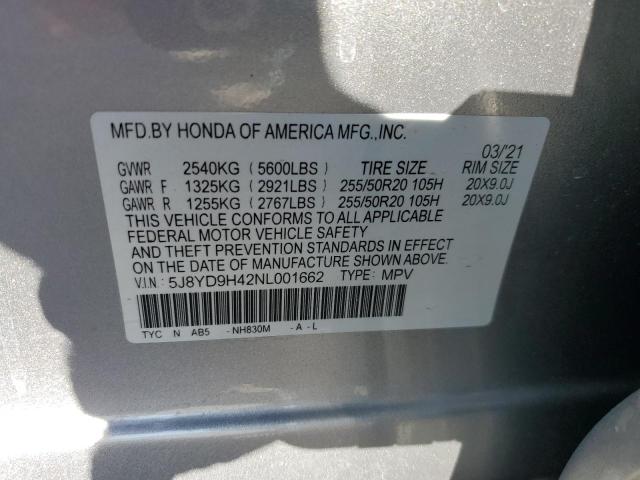 MFD.BY HONDA OF AMERICA MFG.,INC.
03/'21
GVWR 2540KG (5600LBS) TIRE SIZE RIM SIZE
GAWR F 1325KG (2921LBS) 255/50R20 105H 20X9.0J
GAWR R 1255KG (2767LBS) 255/50R20 105H 20X9.0J
THIS VEHICLE CONFORMS TO ALL APPLICABLE
FEDERAL MOTOR VEHICLE SAFETY
AND THEFT PREVENTION STANDARDS IN EFFECT
ON THE DATE OF MANUFACTURE SHOWN ABOVE.
V.I.N: 5J8YD9H42NL001662 TYPE: MPV
TYC N AB5 -NH830M -A-L